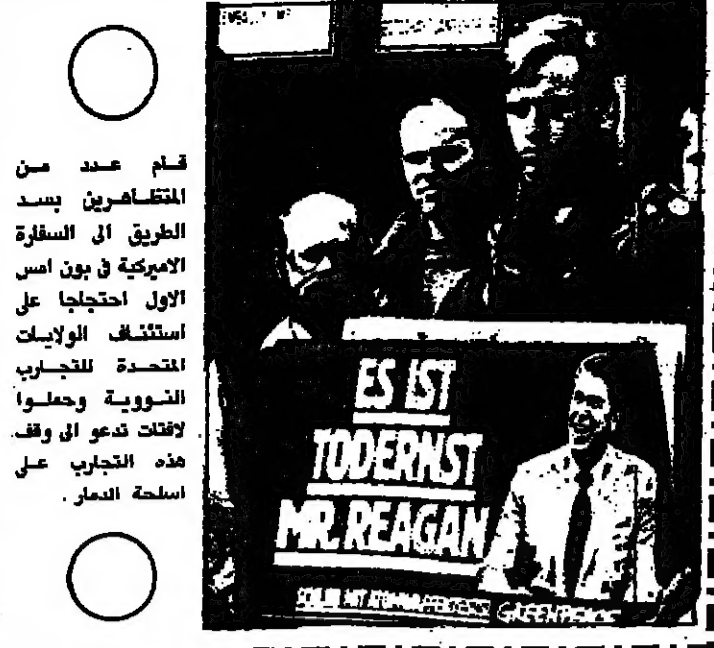 قام عدد من
المتظاهرين بسد
الطريق الى السفارة
الاميركية في بون امس
الاول احتجاجا على
استئناف الولايات
المتحدة للتجارب
النووية وحملوا
لافتات تدعو الى وقف
هذه التجارب على
اسلحة الدمار .
ES IST
TODERNST
MR. REAGAN
GREENPEACE